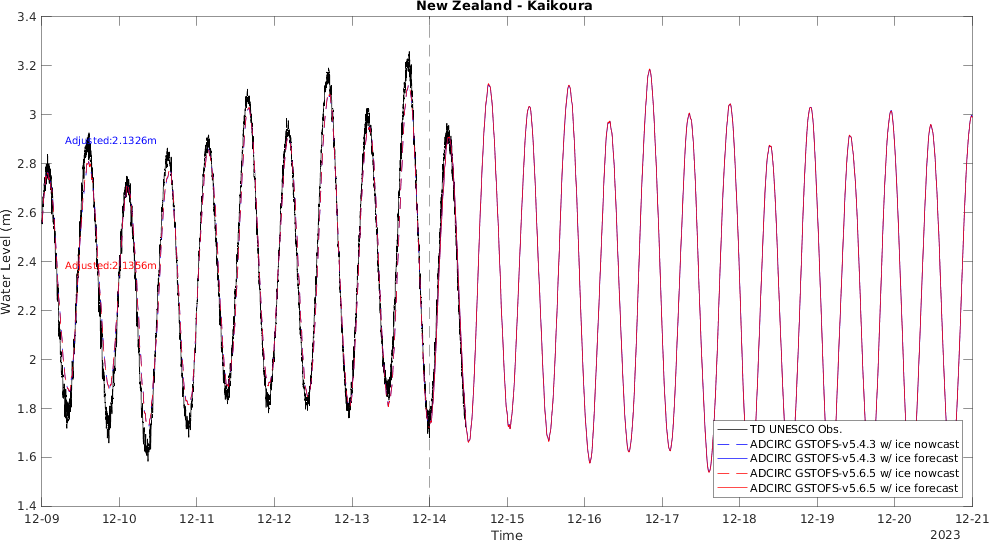 New Zealand - Kaikoura
3.4
3.2
3
2.8
2.6
2.4
2.2
2
1.8
1.6
1.4
Water Level (m)
Adjusted:2.1326m
Adjusted:2.1356m
TD UNESCO Obs.
ADCIRC GSTOFS-v5.4.3 w/ ice nowcast
ADCIRC GSTOFS-v5.4.3 w/ ice forecast
ADCIRC GSTOFS-v5.6.5 w/ ice nowcast
ADCIRC GSTOFS-v5.6.5 w/ ice forecast
12-09 12-10 12-11 12-12 12-13 12-14 12-15 12-16 12-17 12-18 12-19 12-20 12-21
Time
2023